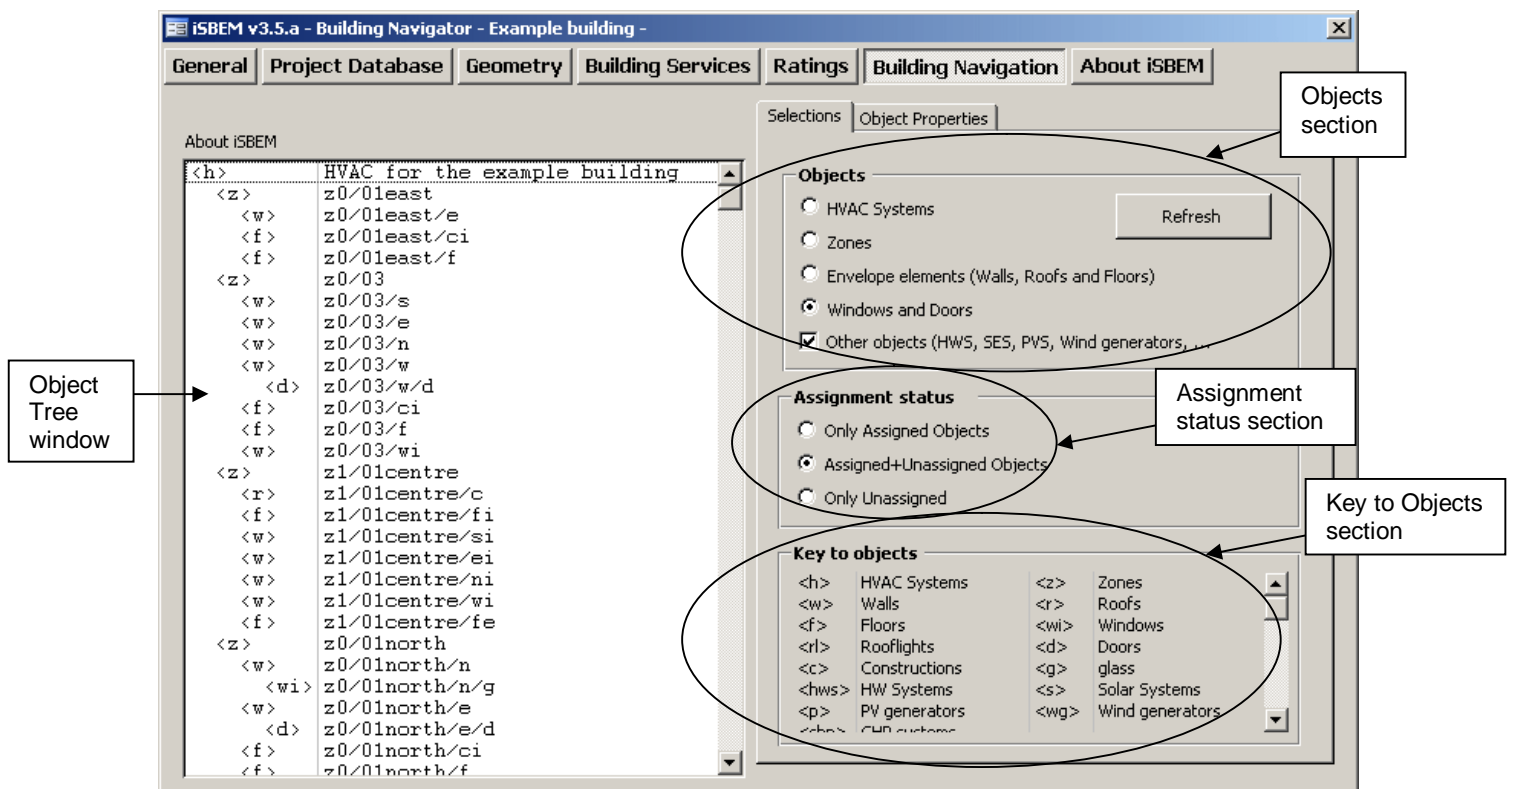 iSBEM v3.5.a - Building Navigator - Example building -
General Project Database Geometry Building Services Ratings Building Navigation About iSBEM
Objects
section
Selections Object Properties
About iSBEM
<h> HVAC for the example building
<z> z0/01east
<w> z0/01east/e
<f> z0/01east/ci
<f> z0/01east/f
<z> z0/03
<w> z0/03/s
<w> z0/03/e
<w> z0/03/n
<w> z0/03/w
<d> z0/03/w/d
<f> z0/03/ci
<f> z0/03/f
<w> z0/03/wi
<z> z1/01centre
<r> z1/01centre/c
<f> z1/01centre/fi
<w> z1/01centre/si
<w> z1/01centre/ei
<w> z1/01centre/ni
<w> z1/01centre/wi
<f> z1/01centre/fe
<z> z0/01north
<w> z0/01north/n
<wi> z0/01north/n/g
<w> z0/01north/e
<d> z0/01north/e/d
<f> z0/01north/ci
<f> z0/01north/f
Object
Tree
window
Objects
HVAC Systems
Refresh
Zones
Envelope elements (Walls, Roofs and Floors)
Windows and Doors
Other objects (HWS, SES, PVS, Wind generators, ...
Assignment status
Only Assigned Objects
Assigned+Unassigned Objects
Only Unassigned
Assignment
status section
Key to Objects
section
Key to objects
<h> HVAC Systems <z> Zones
<w> Walls <r> Roofs
<f> Floors <wi> Windows
<rl> Rooflights <d> Doors
<c> Constructions <g> glass
<hws> HW Systems <s> Solar Systems
<p> PV generators <wg> Wind generators
<chp> CHP systems